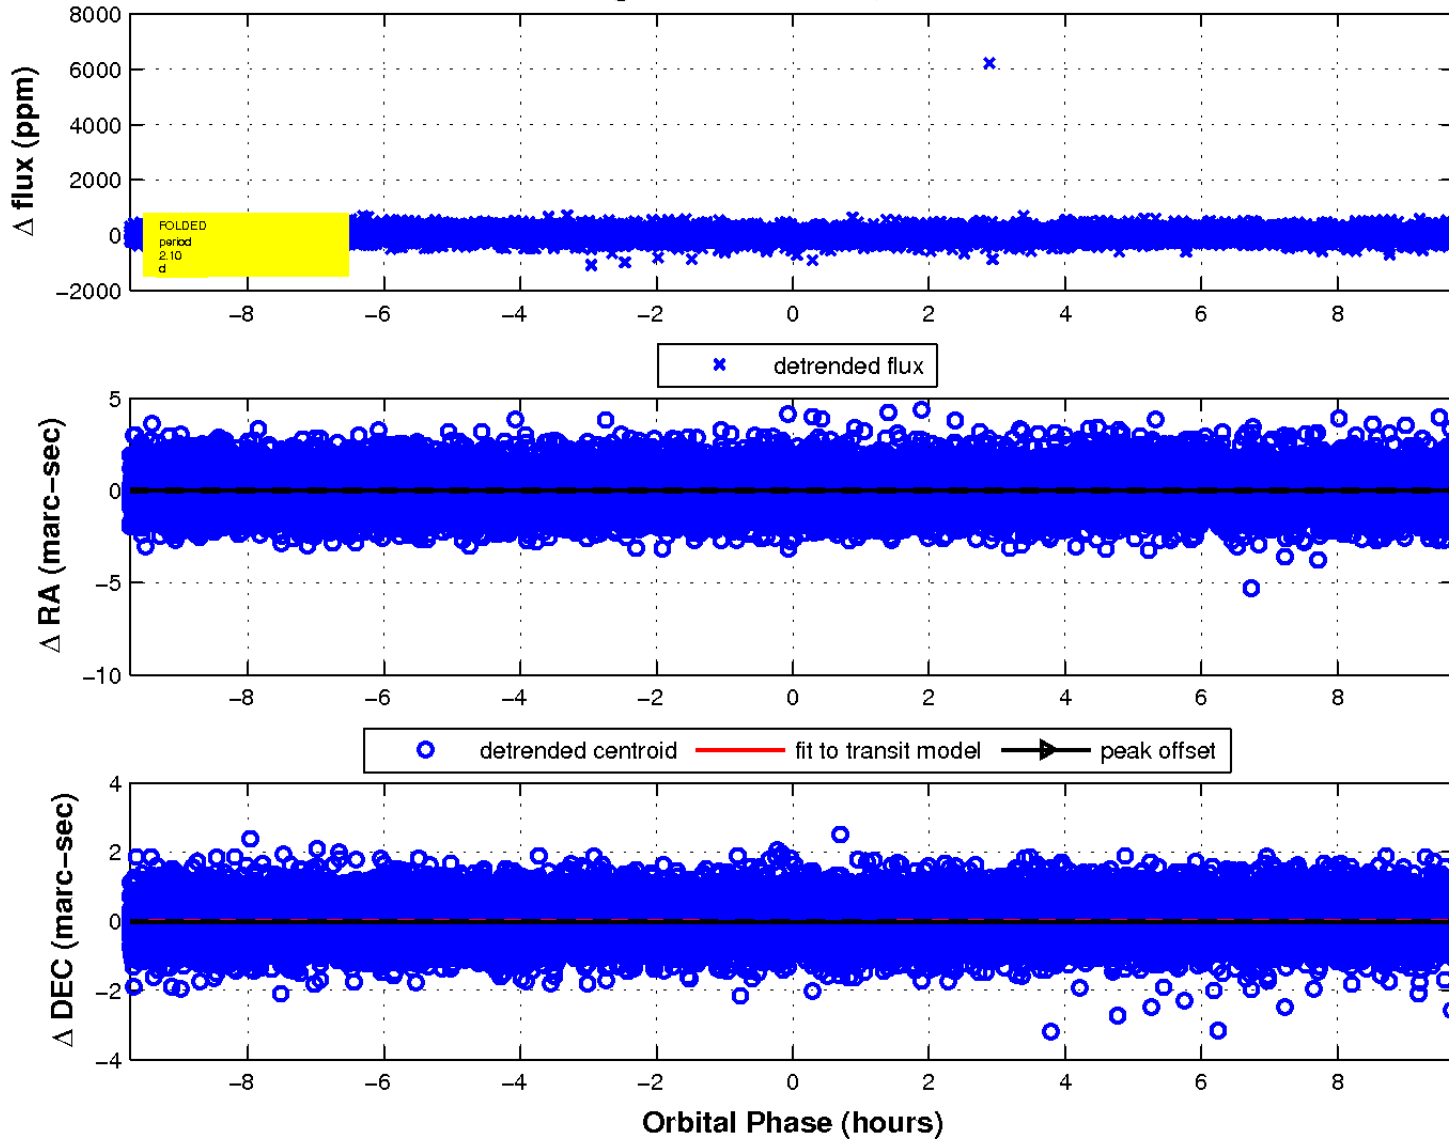 8000
6000
4000
2000
0
−2000
Δ flux (ppm)
FOLDED
period
2.10
d
−8 −6 −4 −2 0 2 4 6 8
detrended flux
5
0
−5
−10
Δ RA (marc−sec)
−8 −6 −4 −2 0 2 4 6 8
detrended centroid fit to transit model peak offset
4
2
0
−2
−4
Δ DEC (marc−sec)
−8 −6 −4 −2 0 2 4 6 8
Orbital Phase (hours)